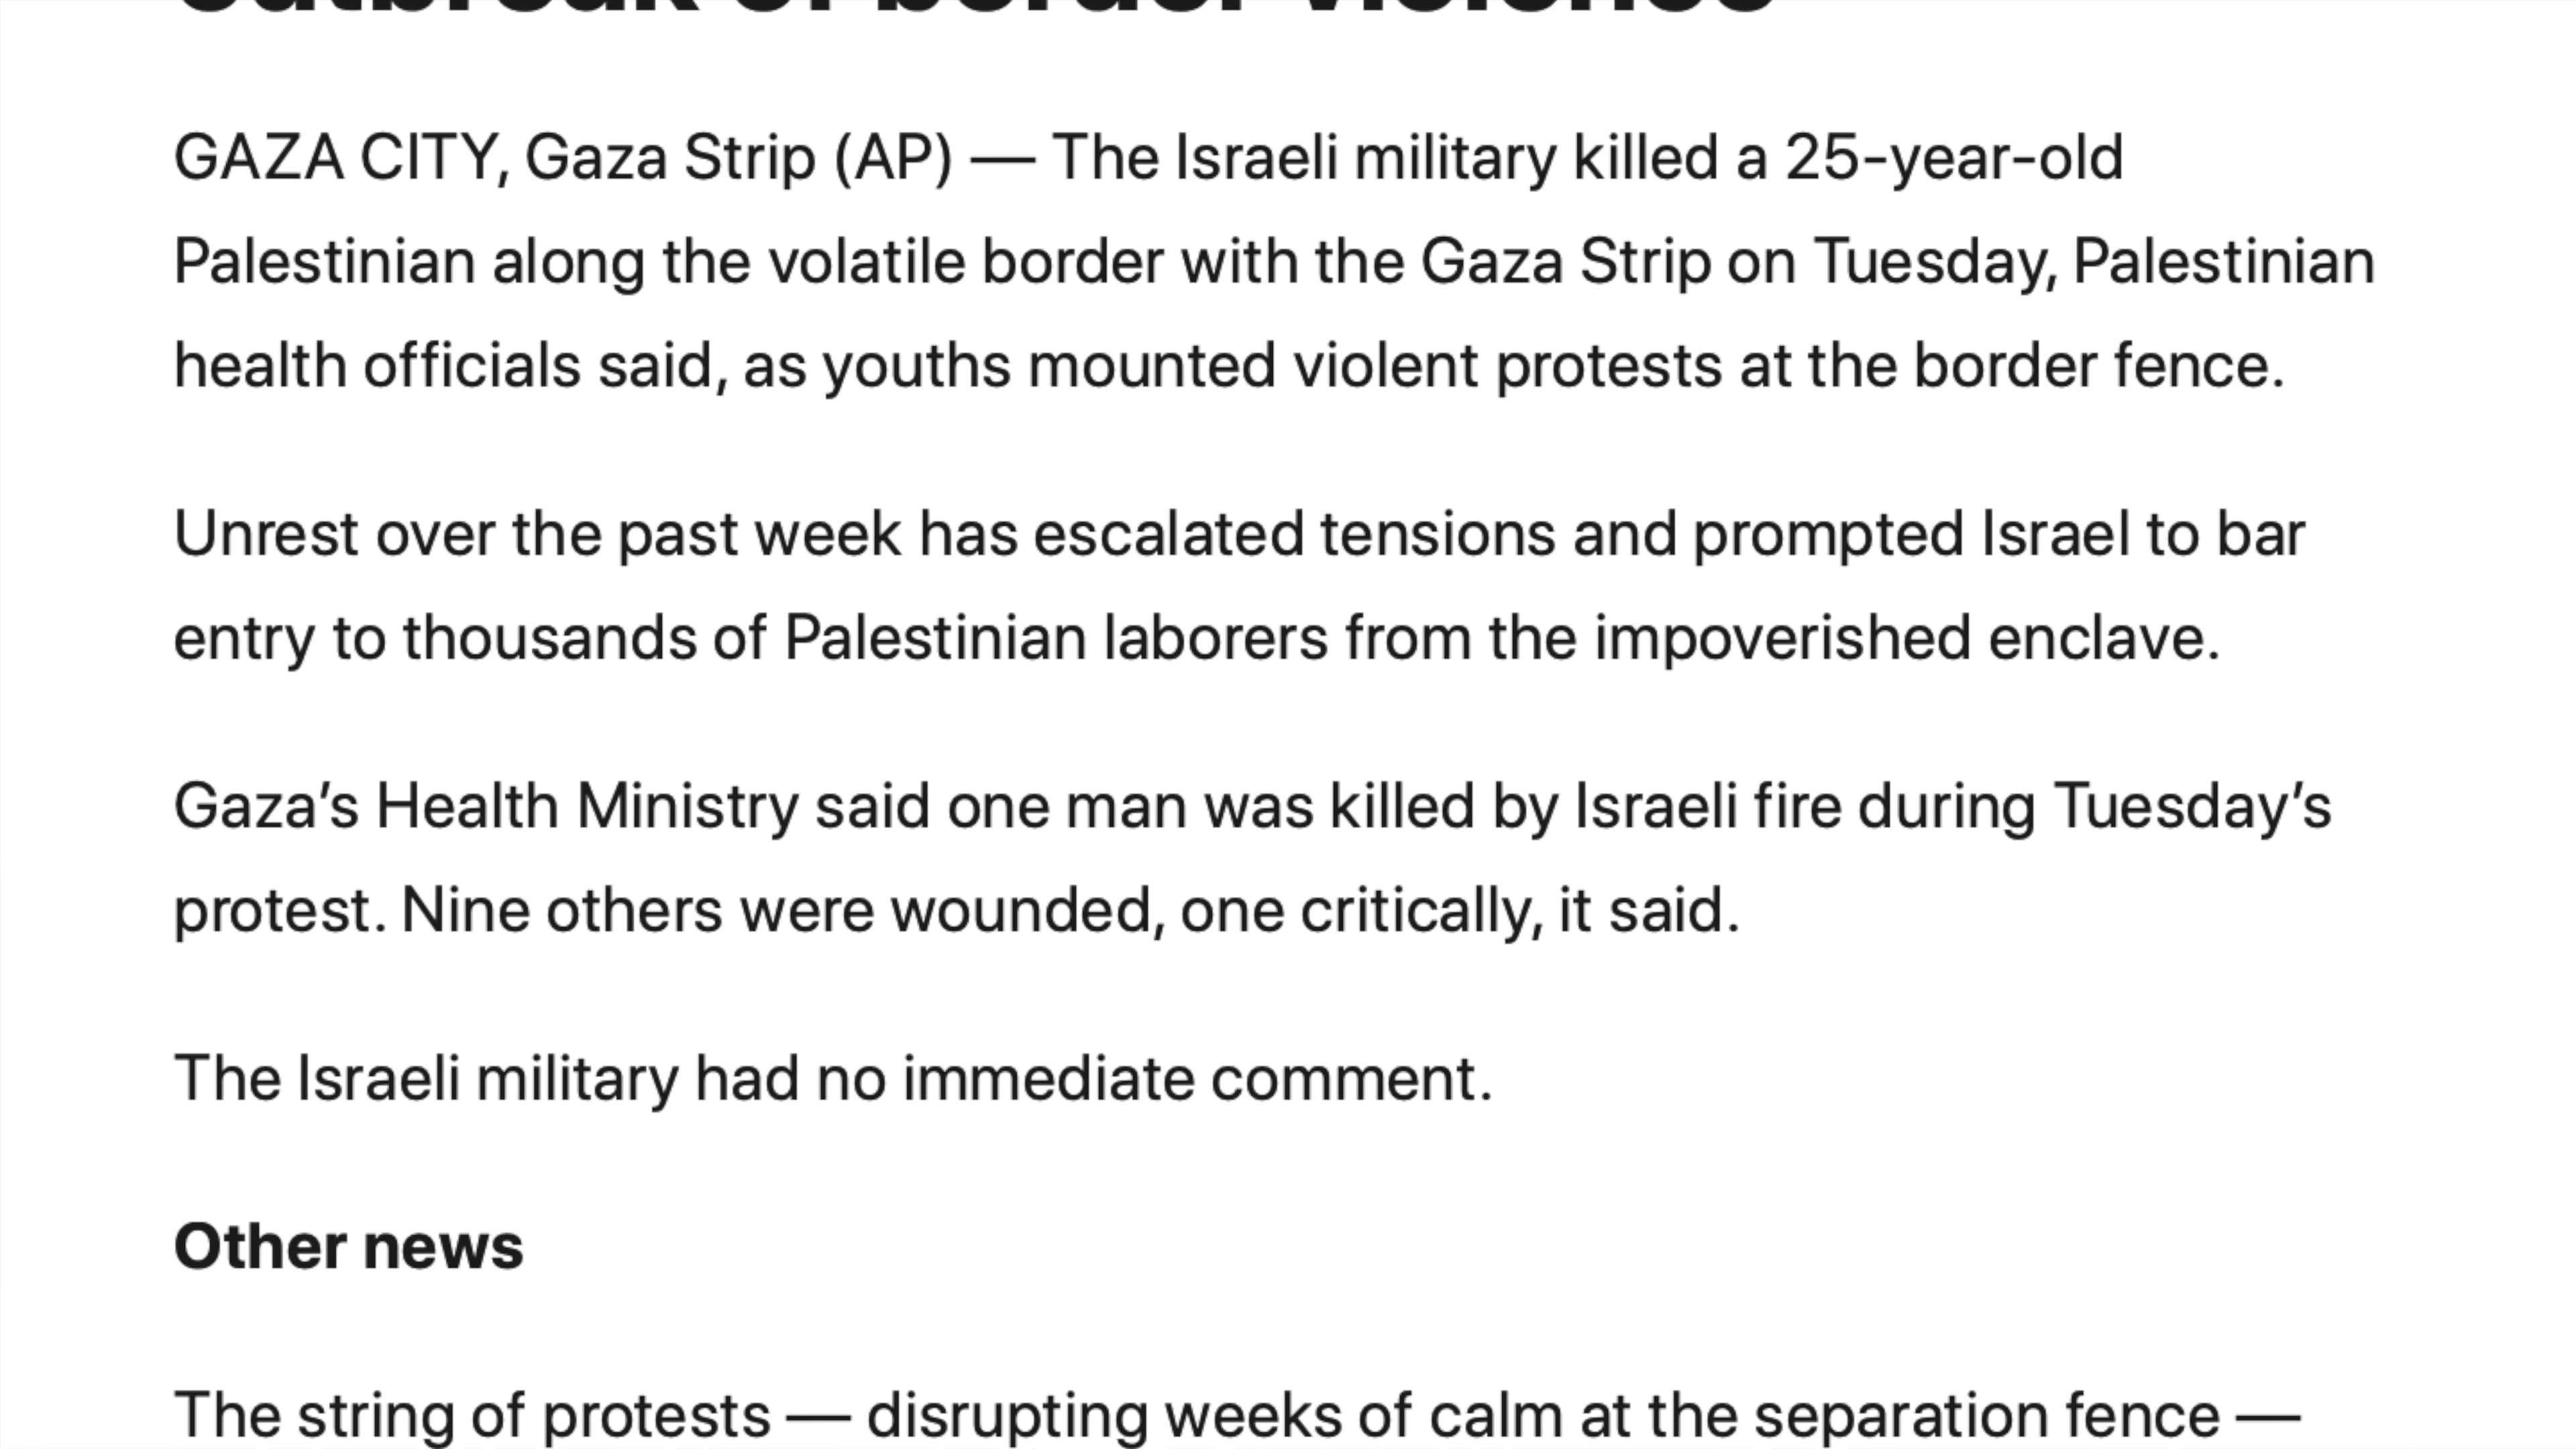 outbreak of border violence
GAZA CITY, Gaza Strip (AP) — The Israeli military killed a 25-year-old
Palestinian along the volatile border with the Gaza Strip on Tuesday, Palestinian
health officials said, as youths mounted violent protests at the border fence.
Unrest over the past week has escalated tensions and prompted Israel to bar
entry to thousands of Palestinian laborers from the impoverished enclave.
Gaza’s Health Ministry said one man was killed by Israeli fire during Tuesday’s
protest. Nine others were wounded, one critically, it said.
The Israeli military had no immediate comment.
Other news
The string of protests — disrupting weeks of calm at the separation fence —